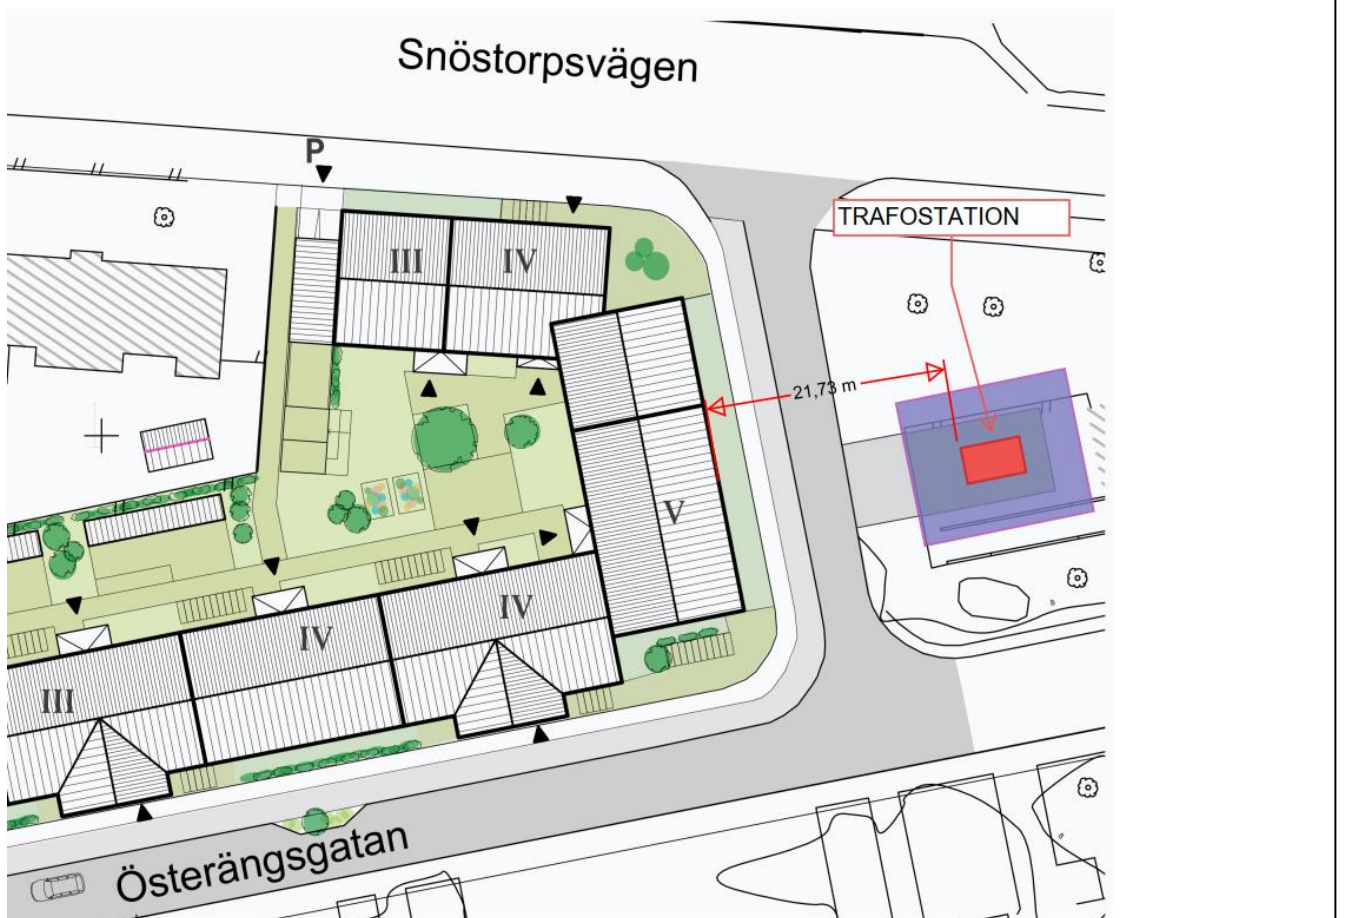 Snöstorpsvägen
P
TRAFOSTATION
III
IV
21,73 m
V
IV
IV
III
B
B
Österängsgatan